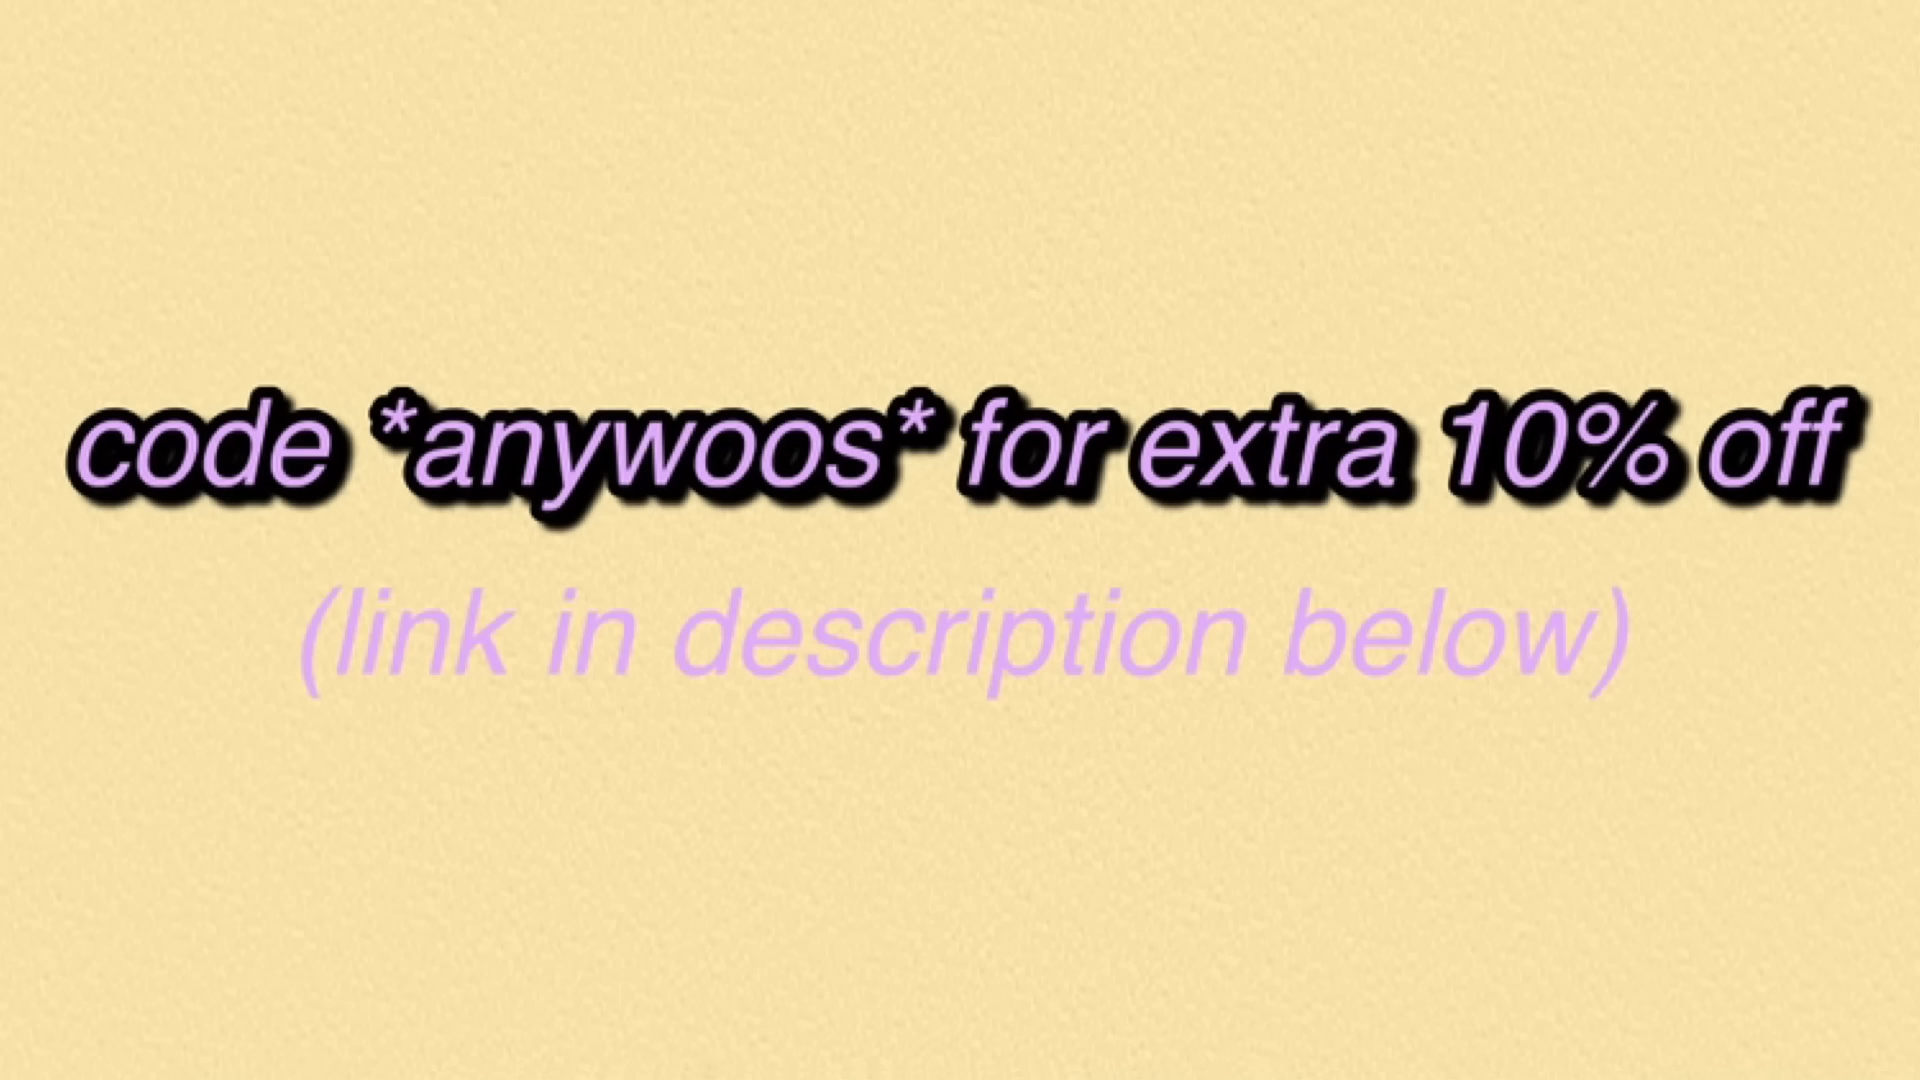 code *anywoos* for extra 10% off
(link in description below)